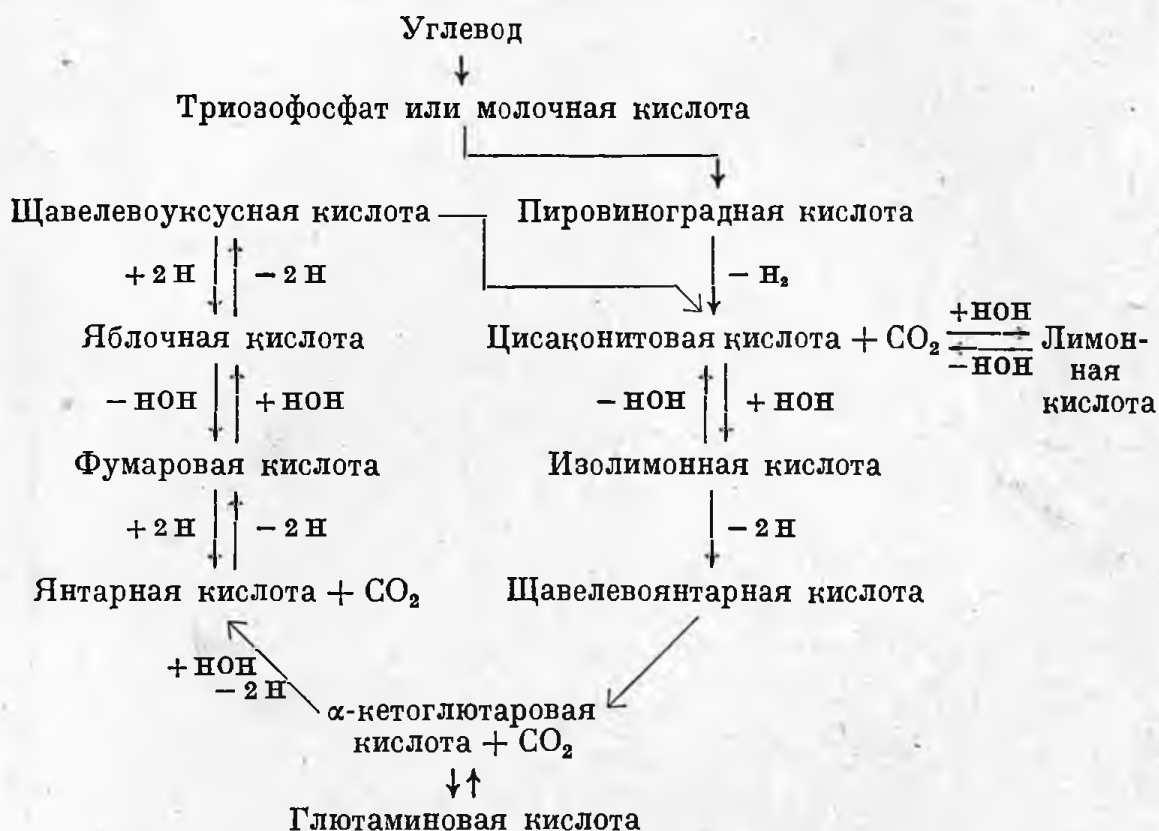 Углевод
Триозофосфат или молочная кислота
Щавелевоуксусная кислота Пировиноградная кислота
+ 2 H − 2 H − H₂
Яблочная кислота Цисаконитовая кислота + CO₂ +HOH −HOH Лимон-
ная
кислота
− HOH + HOH − HOH + HOH
Фумаровая кислота Изолимонная кислота
+ 2 H − 2 H − 2 H
Янтарная кислота + CO₂ Щавелевоянтарная кислота
+ HOH
− 2 H
α-кетоглютаровая
кислота + CO₂
Глютаминовая кислота